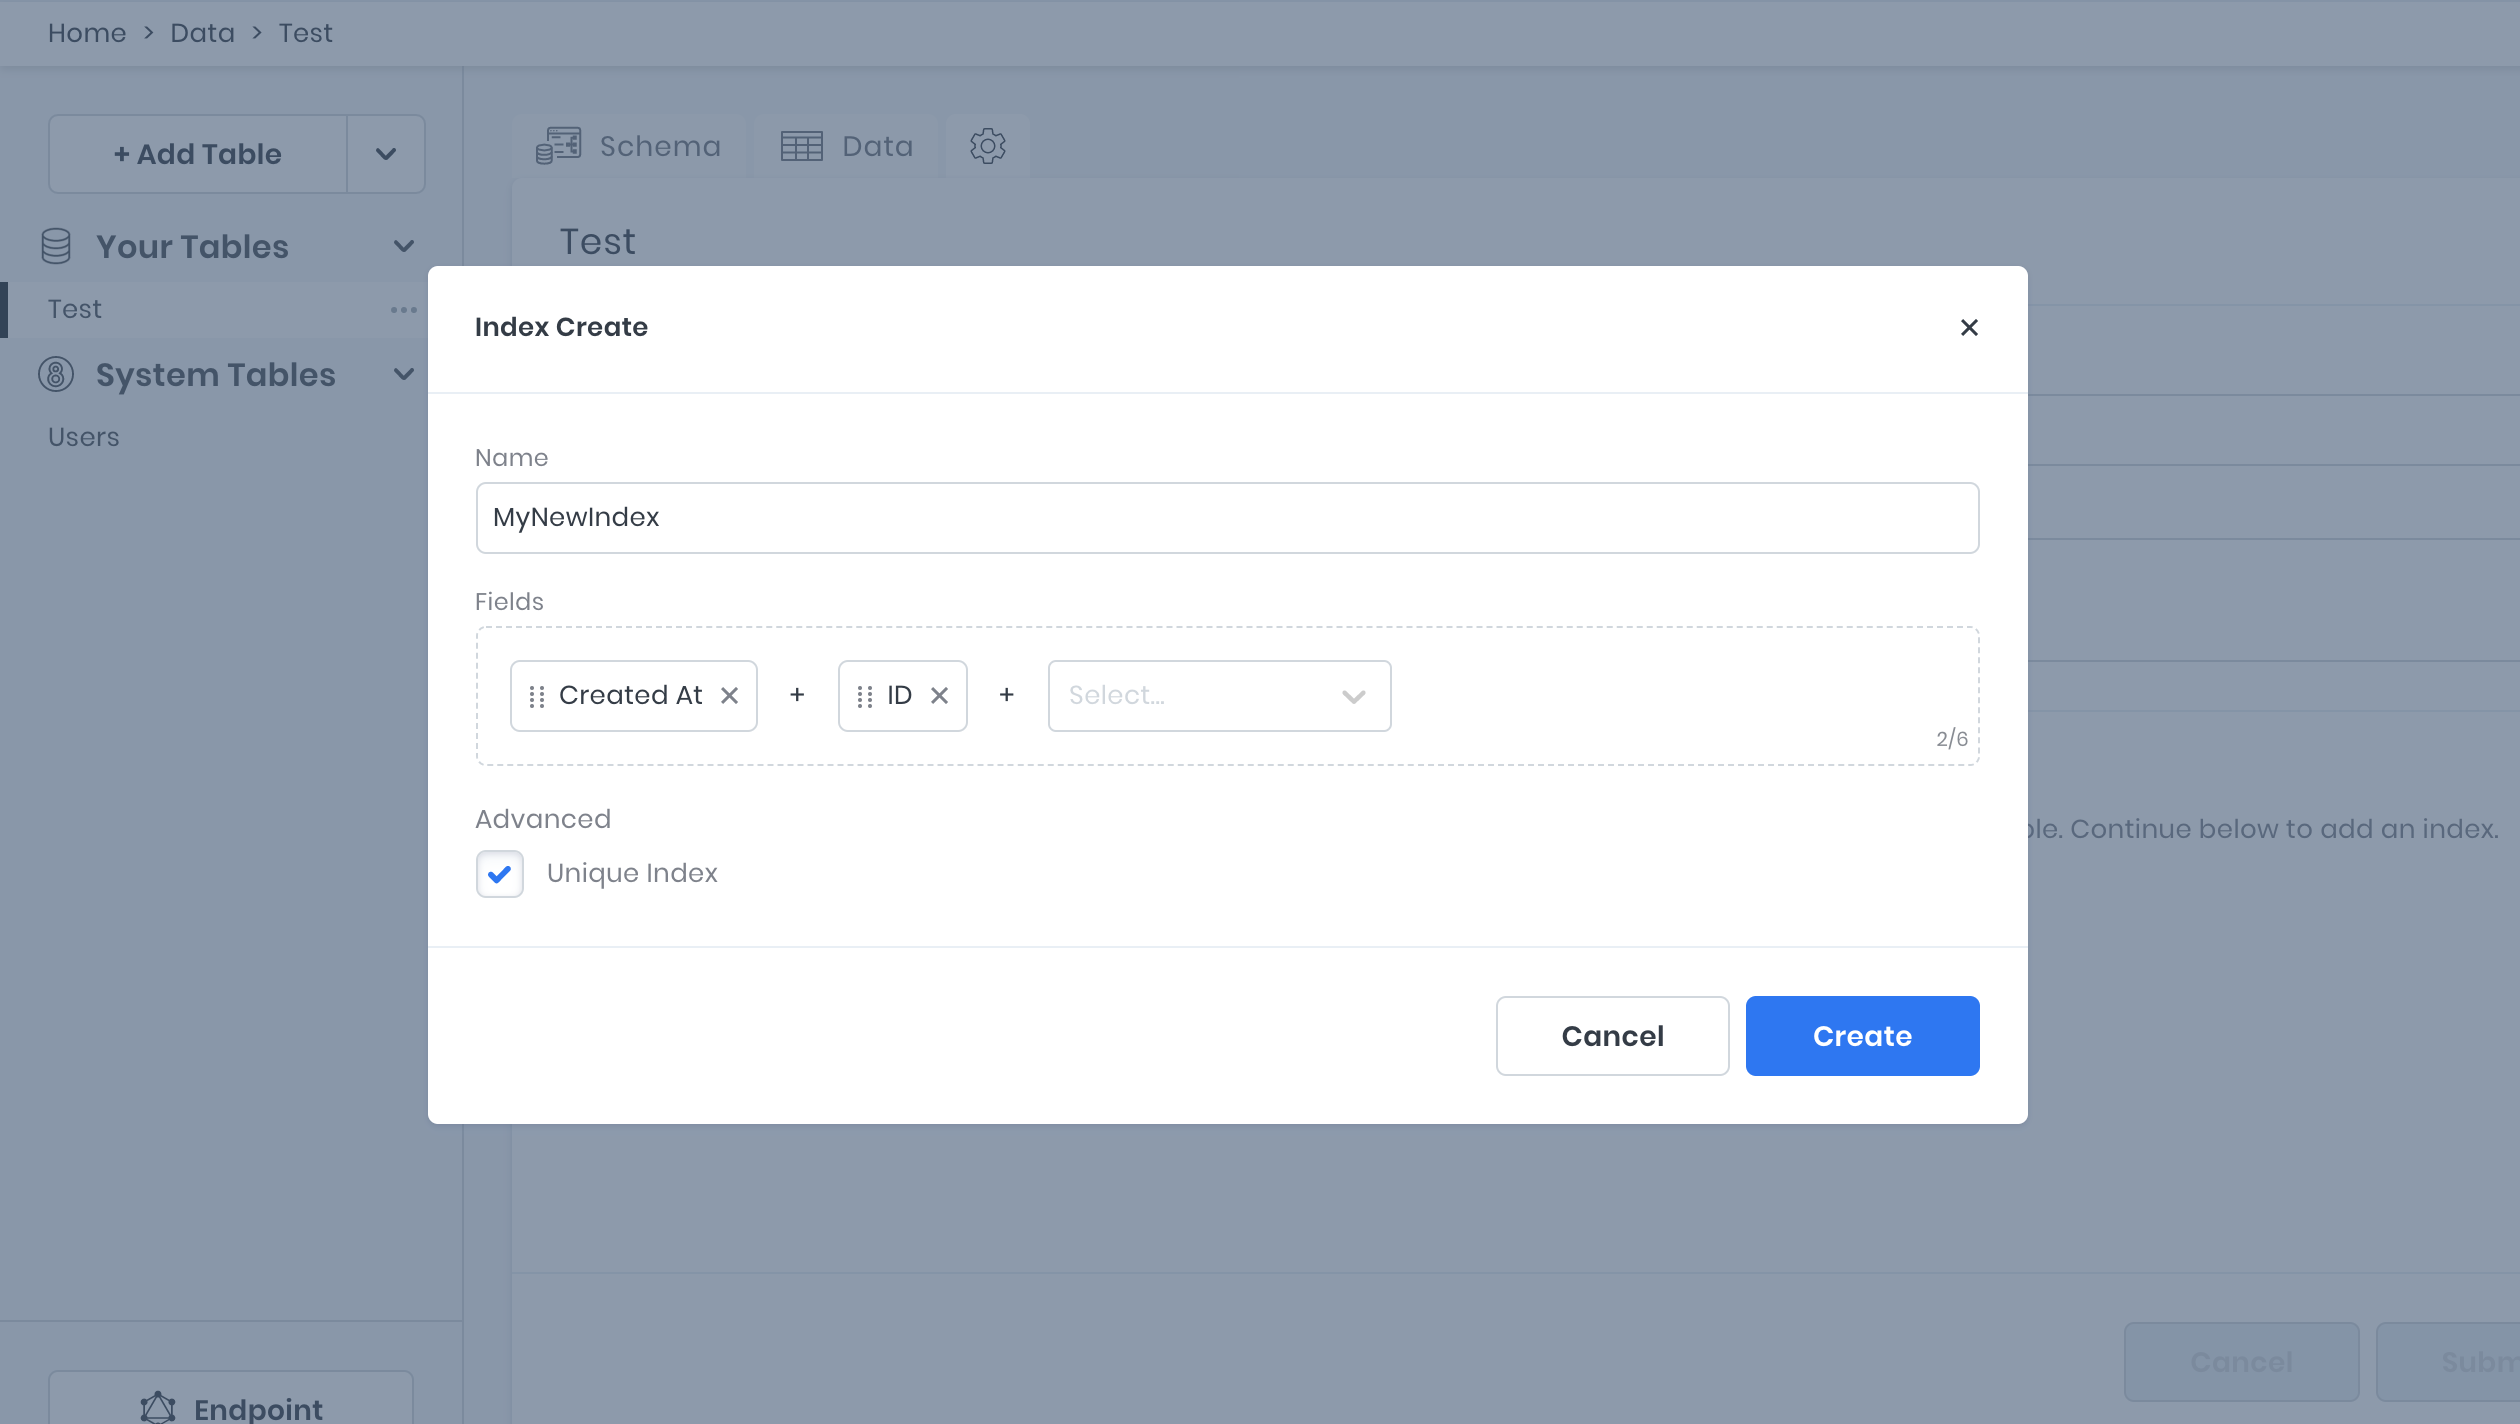 Home > Data > Test
+ Add Table
Schema
Data
Your Tables
Test
Test
System Tables
Users
Index Create
Name
MyNewIndex
Fields
Created At + ID + Select...
2/6
Advanced
Unique Index
Continue below to add an index.
Cancel Create
Cancel
Endpoint